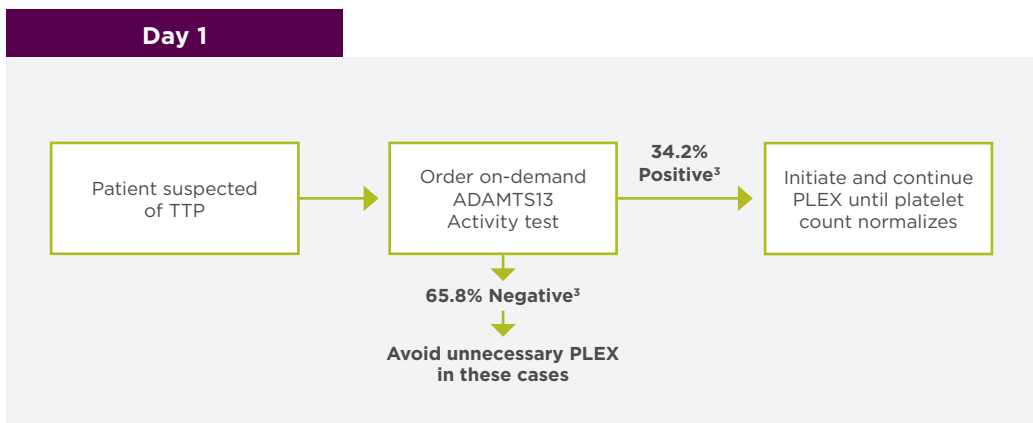 Day 1
Patient suspected
of TTP
Order on-demand
ADAMTS13
Activity test
34.2%
Positive³
Initiate and continue
PLEX until platelet
count normalizes
65.8% Negative³
Avoid unnecessary PLEX
in these cases